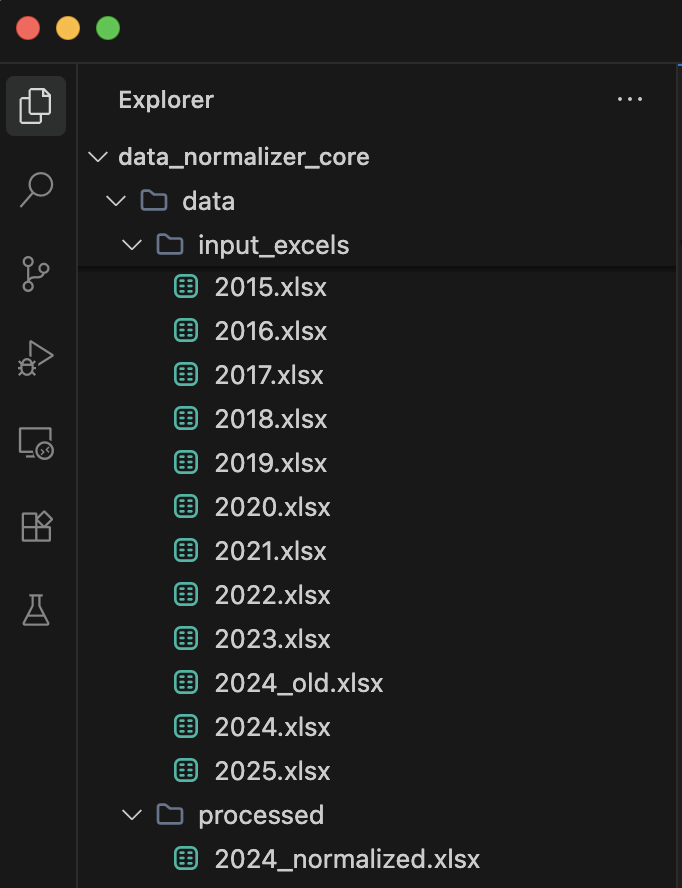 Explorer
data_normalizer_core
data
input_excels
2015.xlsx
2016.xlsx
2017.xlsx
2018.xlsx
2019.xlsx
2020.xlsx
2021.xlsx
2022.xlsx
2023.xlsx
2024_old.xlsx
2024.xlsx
2025.xlsx
processed
2024_normalized.xlsx